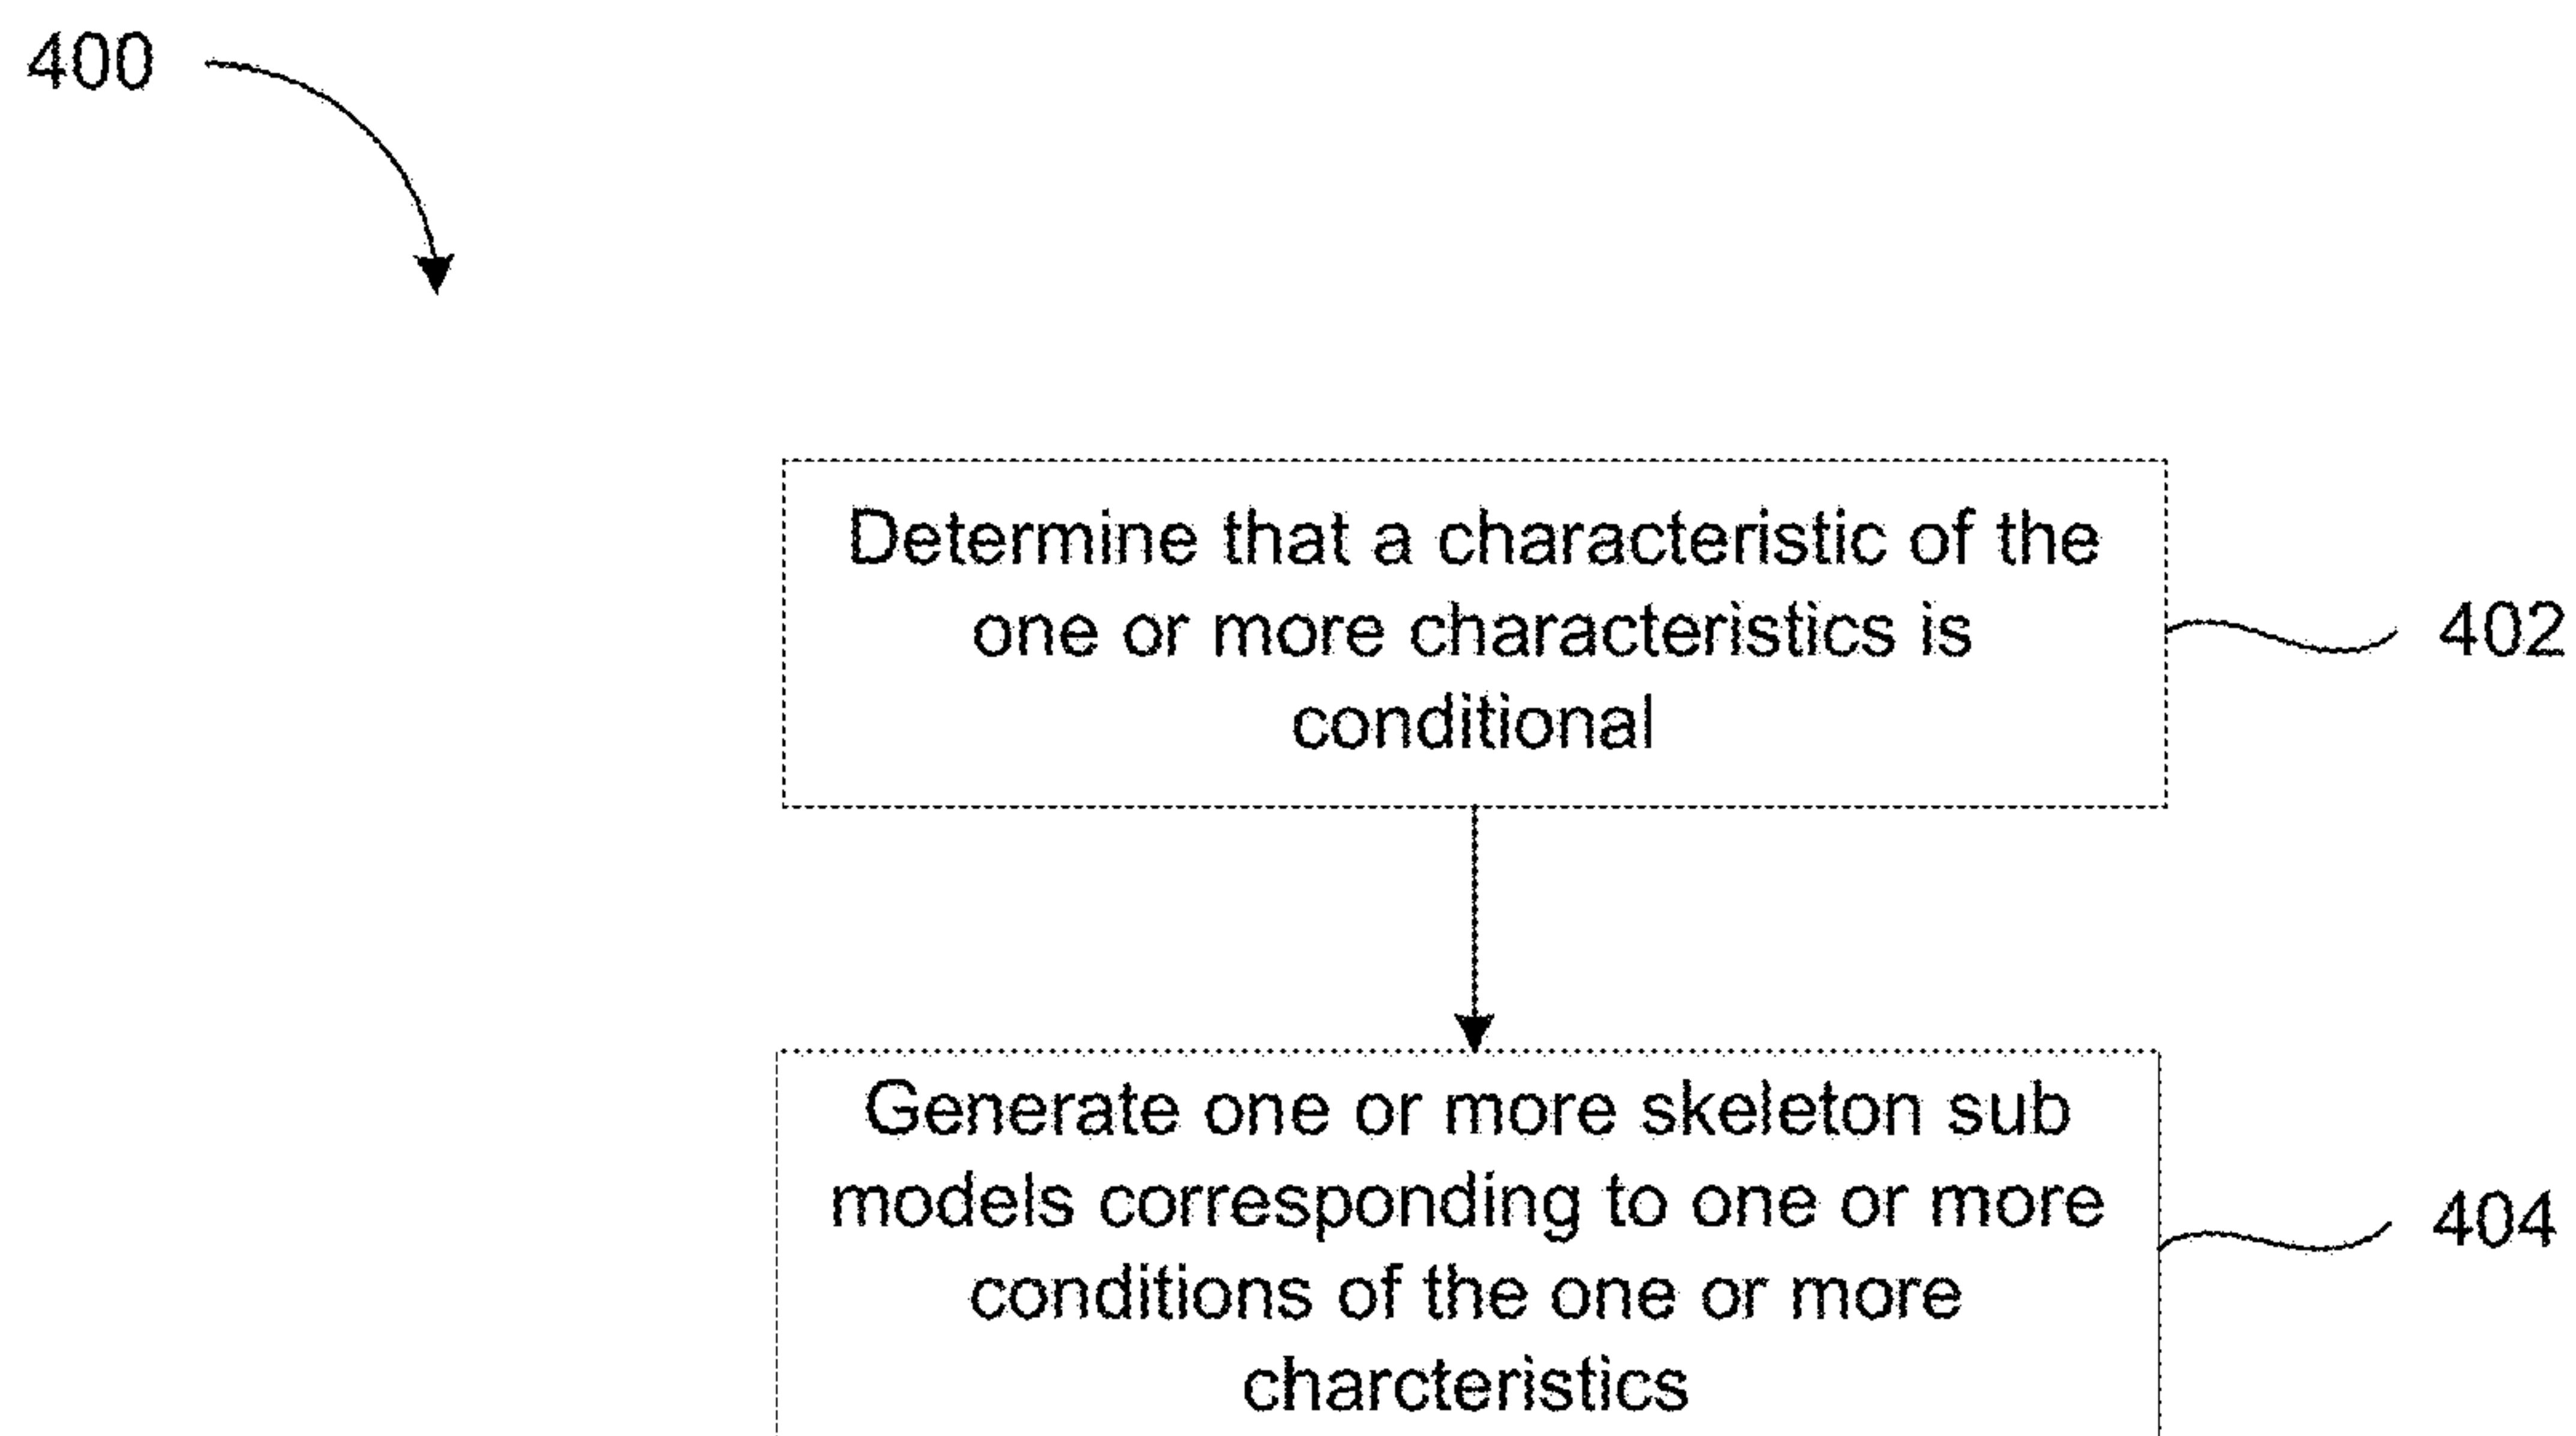 400
Determine that a characteristic of the
one or more characteristics is
conditional
402
Generate one or more skeleton sub
models corresponding to one or more
conditions of the one or more
charcteristics
404